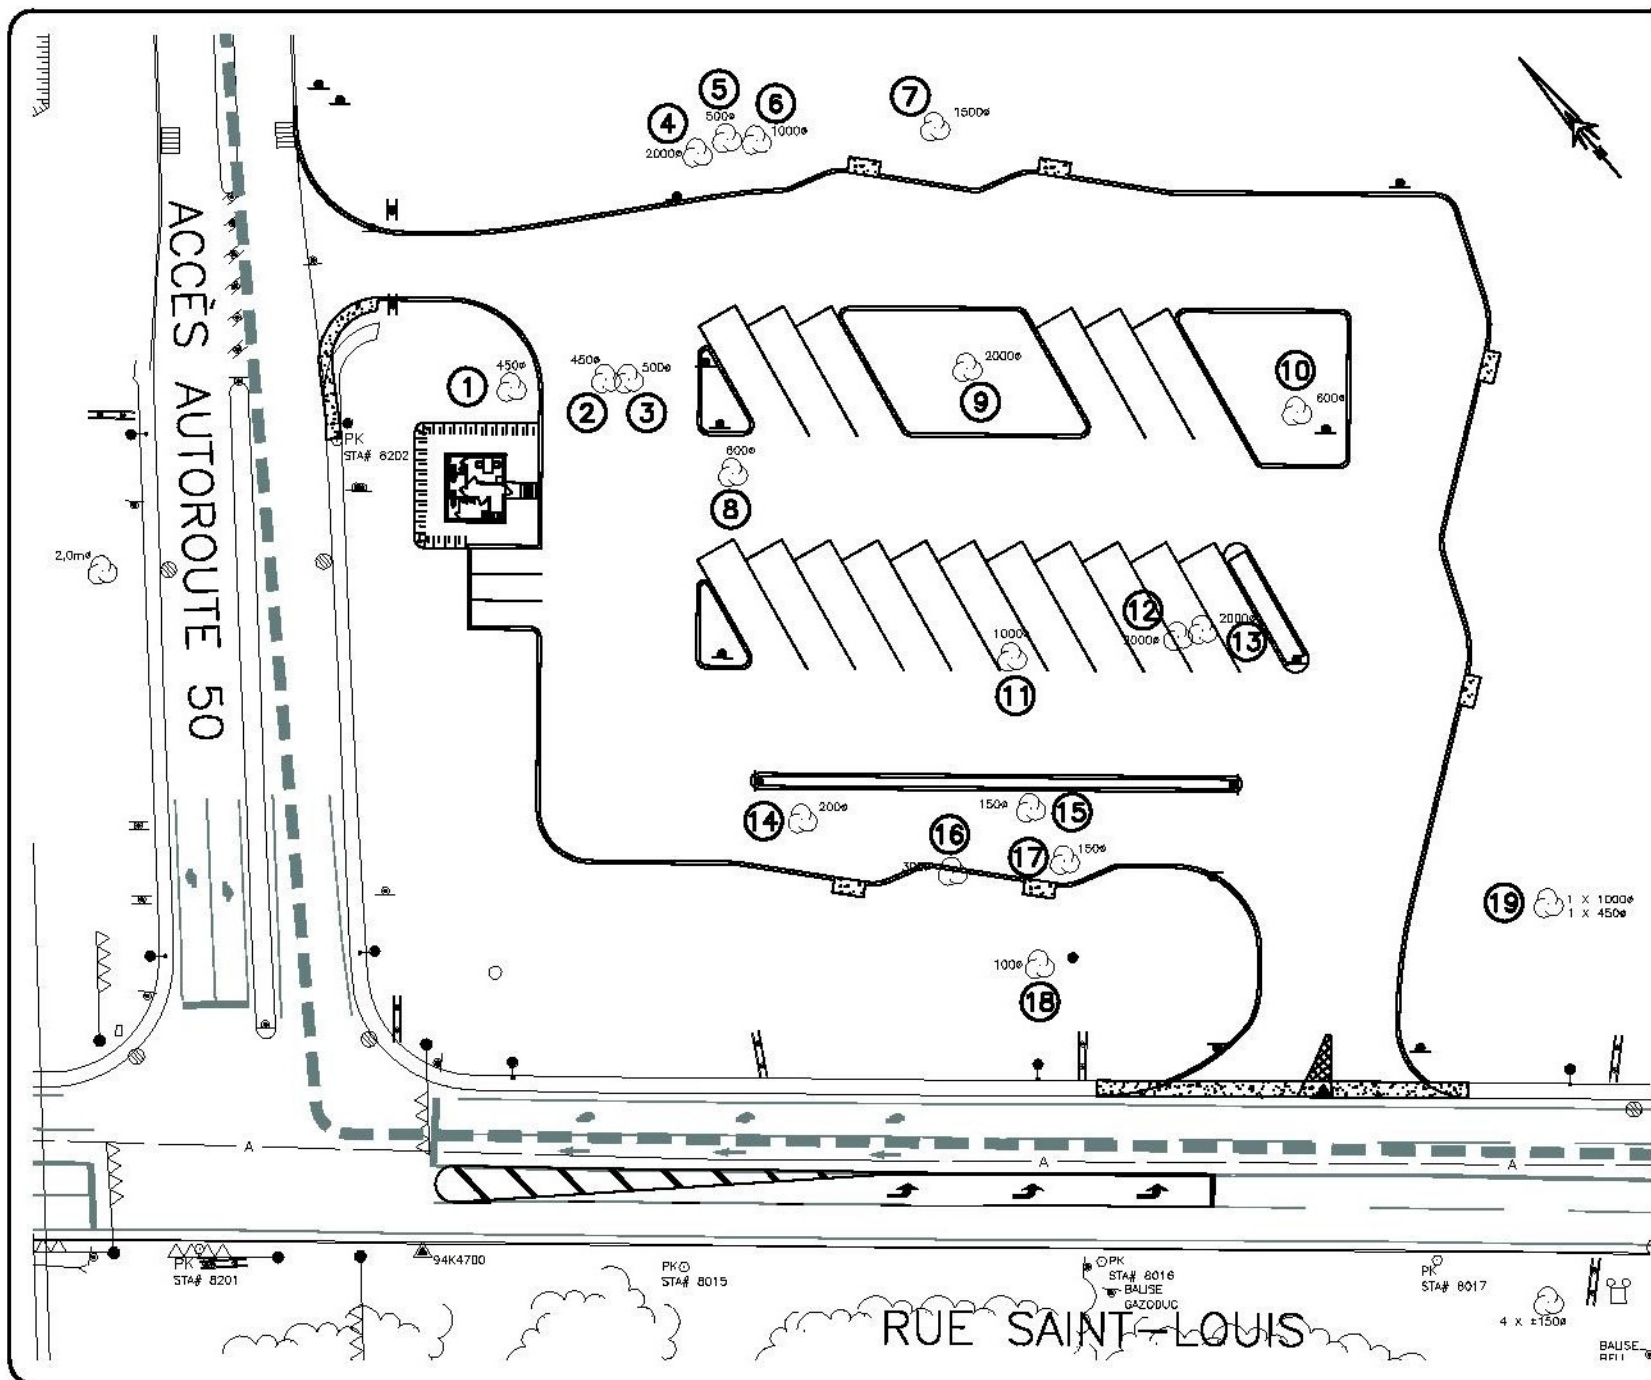 5
7
4
500ø
6
1500ø
1000ø
2000ø
ACCÈS AUTOROUTE 50
450ø
450ø
500ø
2000ø
10
1
2
3
9
600ø
PK
STA# 8202
600ø
8
2,0mø
12
1000ø
2000ø
13
11
14
200ø
150ø
15
16
17
150ø
19
1 X 1000ø
1 X 450ø
100ø
18
A
A
A
94K4700
PK
STA# 8201
PK
STA# 8015
PK
STA# 8016
BALISE
GAZODUC
PK
STA# 8017
RUE SAINT-LOUIS
4 x ±150ø
BALISE
BELL